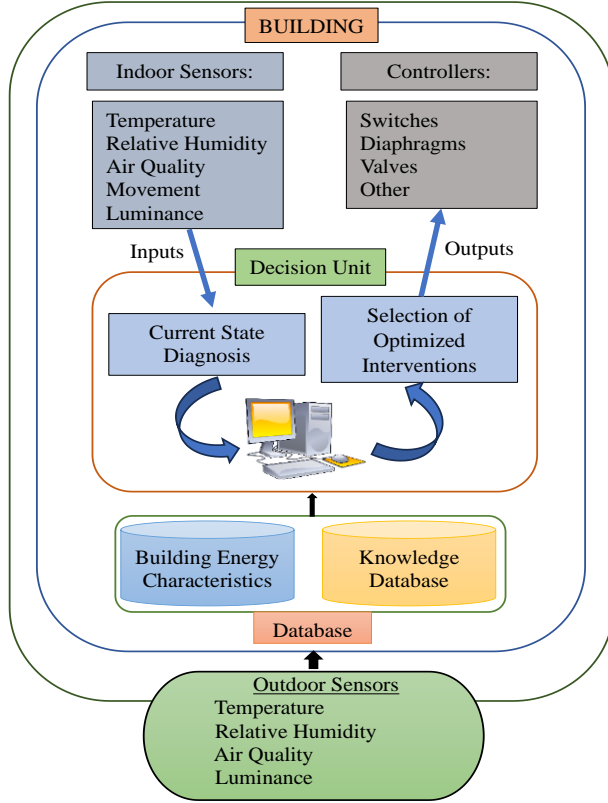 BUILDING
Indoor Sensors:
Controllers:
Temperature
Relative Humidity
Air Quality
Movement
Luminance
Switches
Diaphragms
Valves
Other
Inputs
Outputs
Decision Unit
Current State
Diagnosis
Selection of
Optimized
Interventions
Building Energy
Characteristics
Knowledge
Database
Database
Outdoor Sensors
Temperature
Relative Humidity
Air Quality
Luminance